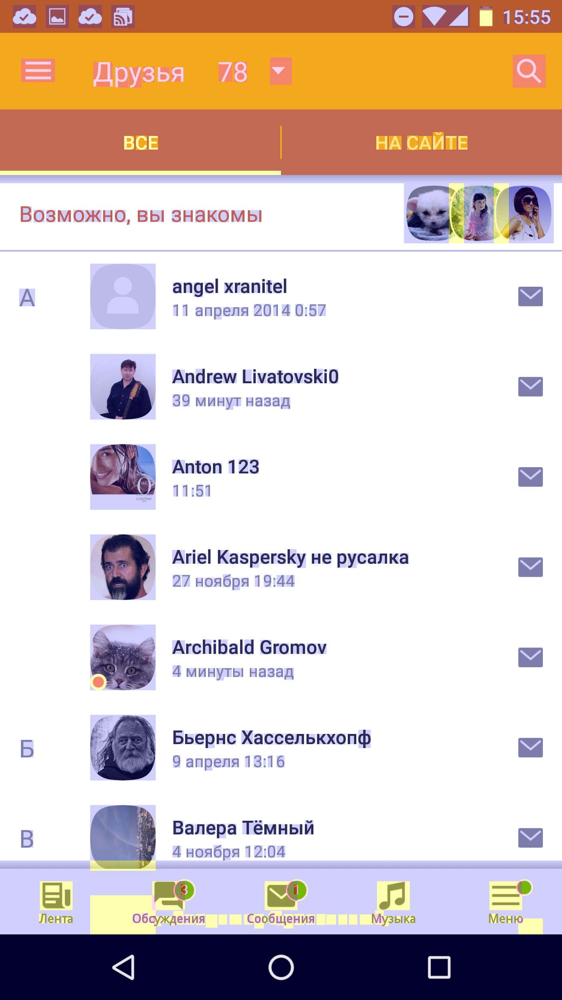 15:55
Друзья 78
ВСЕ
НА САЙТЕ
Возможно, вы знакомы
A
angel xranitel
11 апреля 2014 0:57
Andrew Livatovski0
39 минут назад
Anton 123
11:51
oui!
LANCÔME
Ariel Kaspersky не русалка
27 ноября 19:44
Archibald Gromov
4 минуты назад
Б
Бьернс Хасселькхопф
9 апреля 13:16
В
Валера Тёмный
4 ноября 12:04
3
1
Лента
Обсуждения
Сообщения
Музыка
Меню